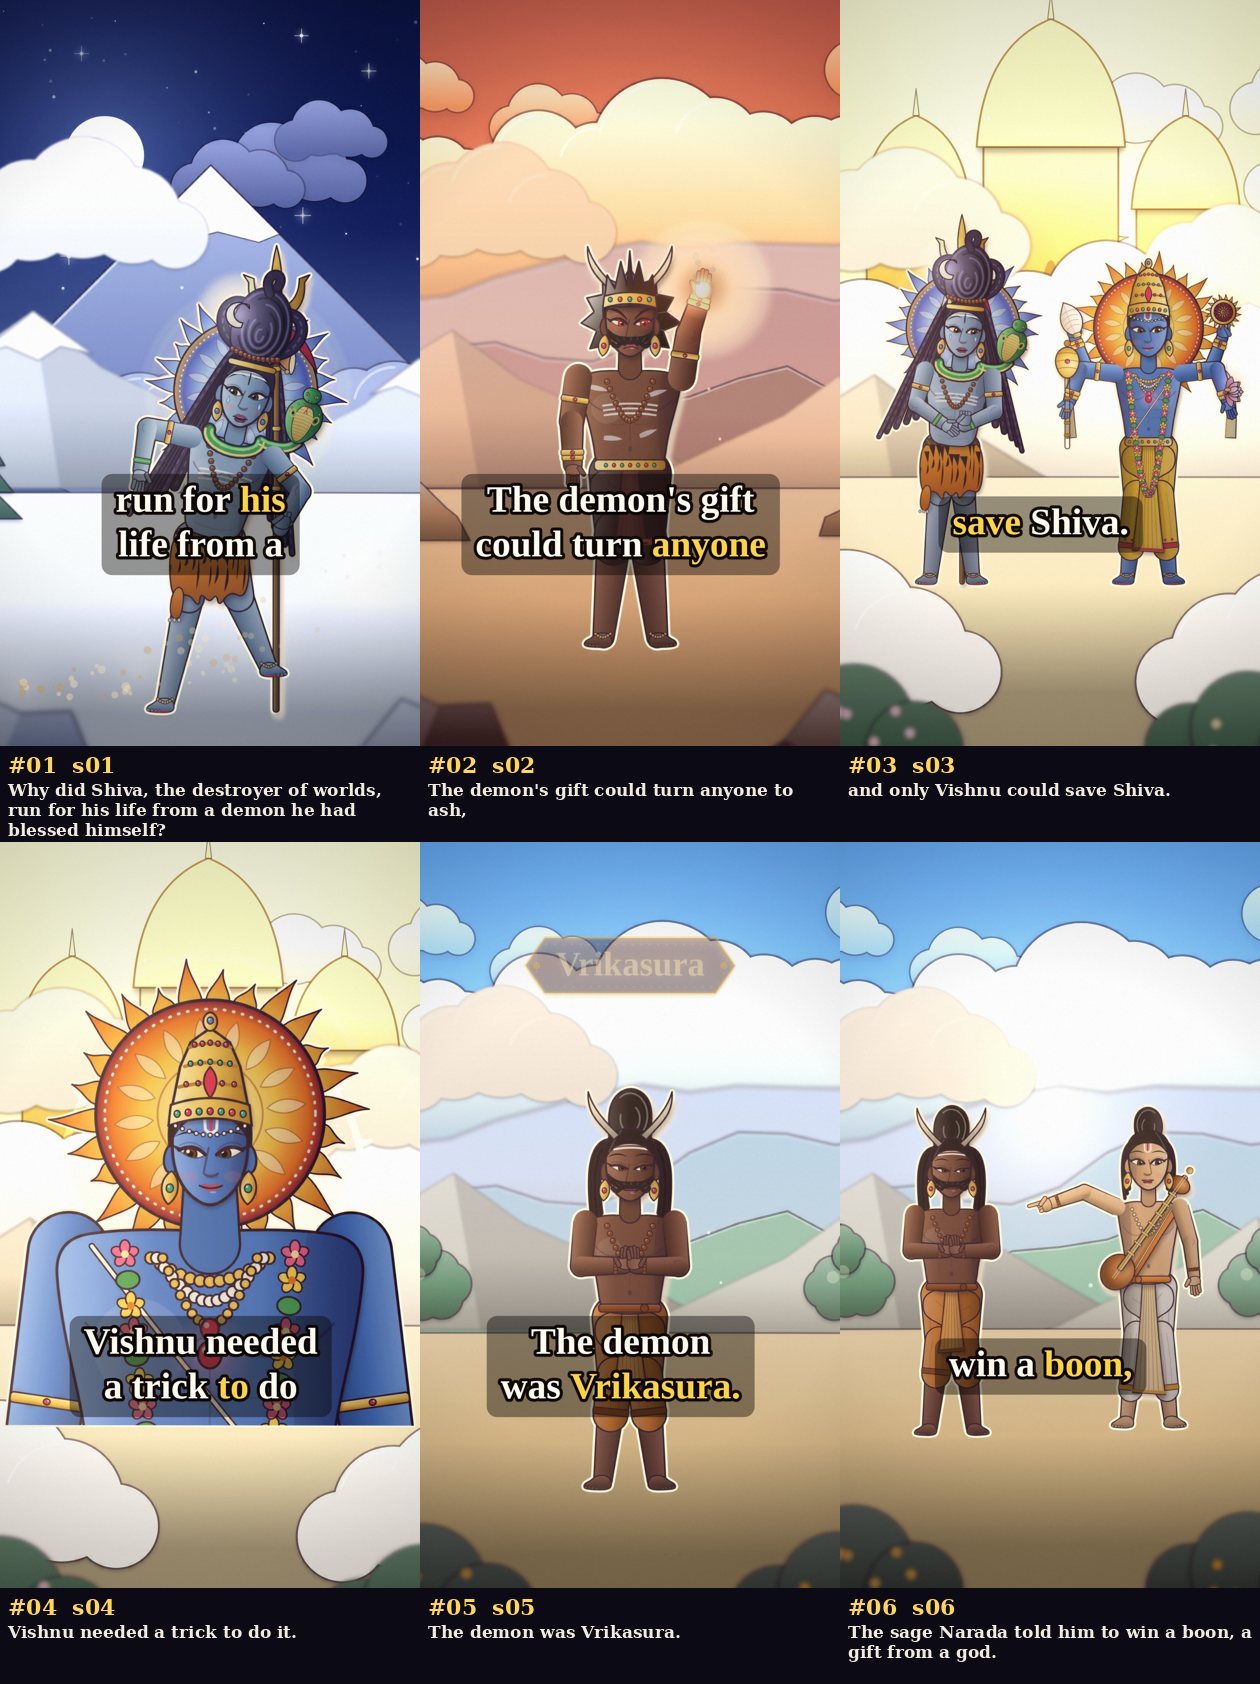 run for his
life from a
The demon's gift
could turn anyone
save Shiva.
#01 s01
Why did Shiva, the destroyer of worlds,
run for his life from a demon he had
blessed himself?
#02 s02
The demon's gift could turn anyone to
ash,
#03 s03
and only Vishnu could save Shiva.
Vishnu needed
a trick to do
Vrikasura
The demon
was Vrikasura.
win a boon,
#04 s04
Vishnu needed a trick to do it.
#05 s05
The demon was Vrikasura.
#06 s06
The sage Narada told him to win a boon, a
gift from a god.